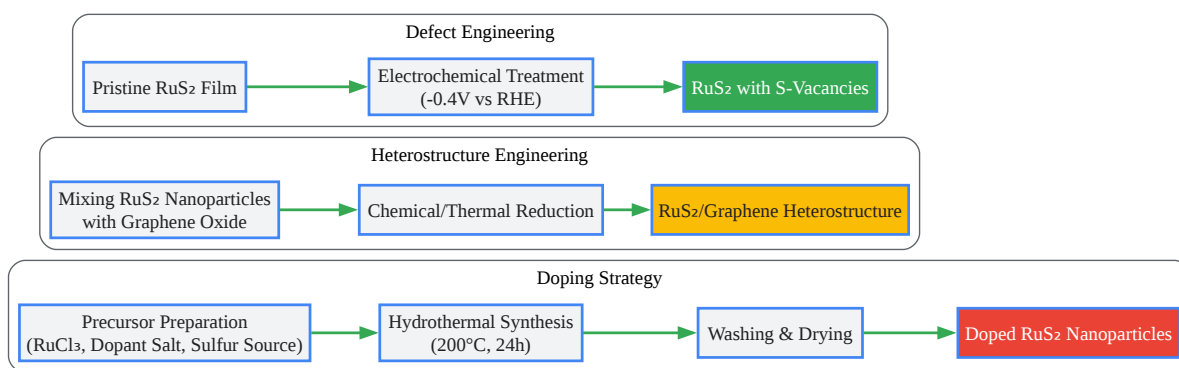 Defect Engineering
Pristine RuS₂ Film
Electrochemical Treatment
(-0.4V vs RHE)
RuS₂ with S-Vacancies
Heterostructure Engineering
Mixing RuS₂ Nanoparticles
with Graphene Oxide
Chemical/Thermal Reduction
RuS₂/Graphene Heterostructure
Doping Strategy
Precursor Preparation
(RuCl₃, Dopant Salt, Sulfur Source)
Hydrothermal Synthesis
(200°C, 24h)
Washing & Drying
Doped RuS₂ Nanoparticles